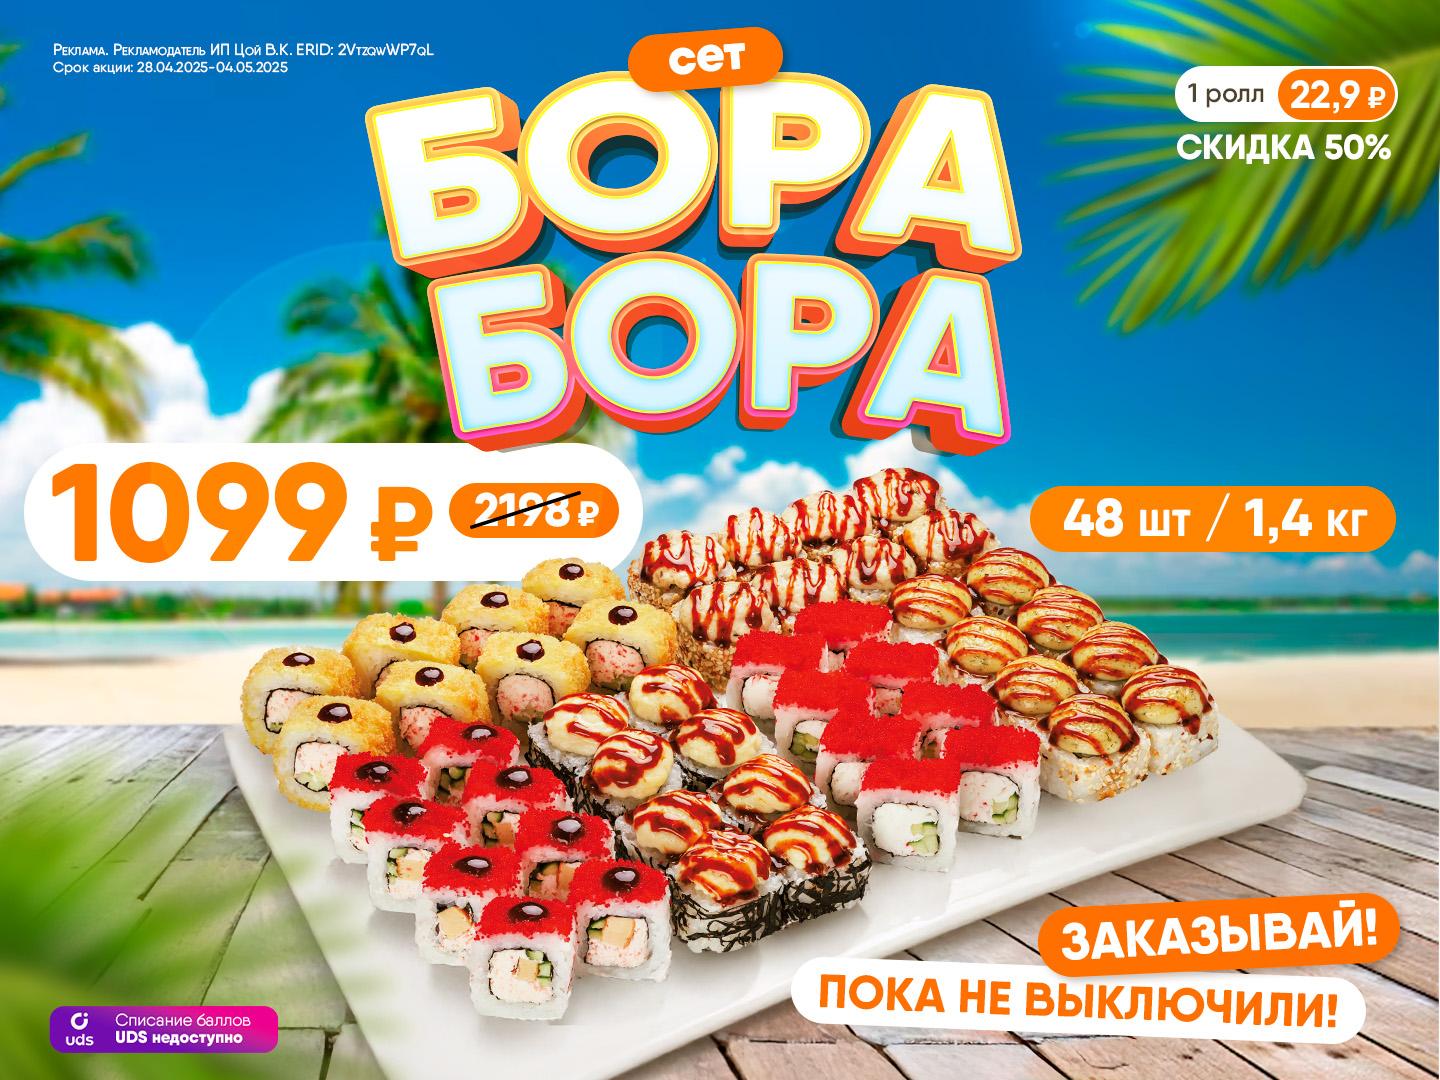 Реклама. Рекламодатель ИП Цой В.К. ERID: 2VtzqwWP7qL
Срок акции: 28.04.2025-04.05.2025
сет
БОРА
БОРА
1 ролл 22,9 ₽
СКИДКА 50%
1099 ₽ 2198 ₽
48 шт / 1,4 кг
ЗАКАЗЫВАЙ!
ПОКА НЕ ВЫКЛЮЧИЛИ!
uds
Списание баллов
UDS недоступно